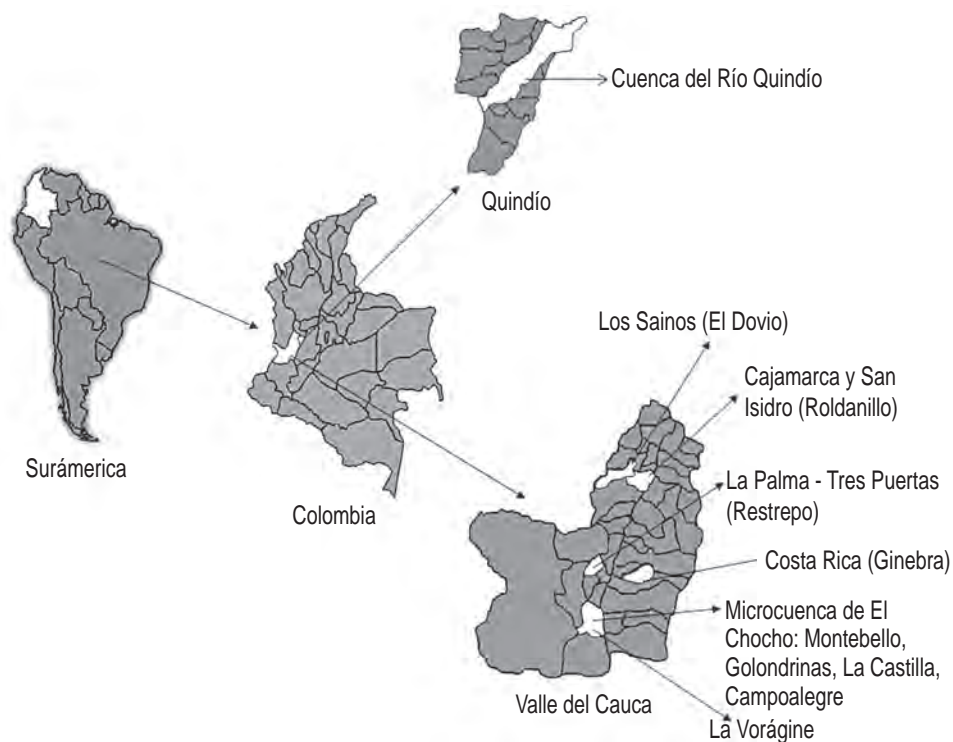 Cuenca del Río Quindío
Quindío
Surámerica
Colombia
Los Sainos (El Dovio)
Cajamarca y San
Isidro (Roldanillo)
La Palma - Tres Puertas
(Restrepo)
Costa Rica (Ginebra)
Microcuenca de El
Chocho: Montebello,
Golondrinas, La Castilla,
Campoalegre
Valle del Cauca
La Vorágine